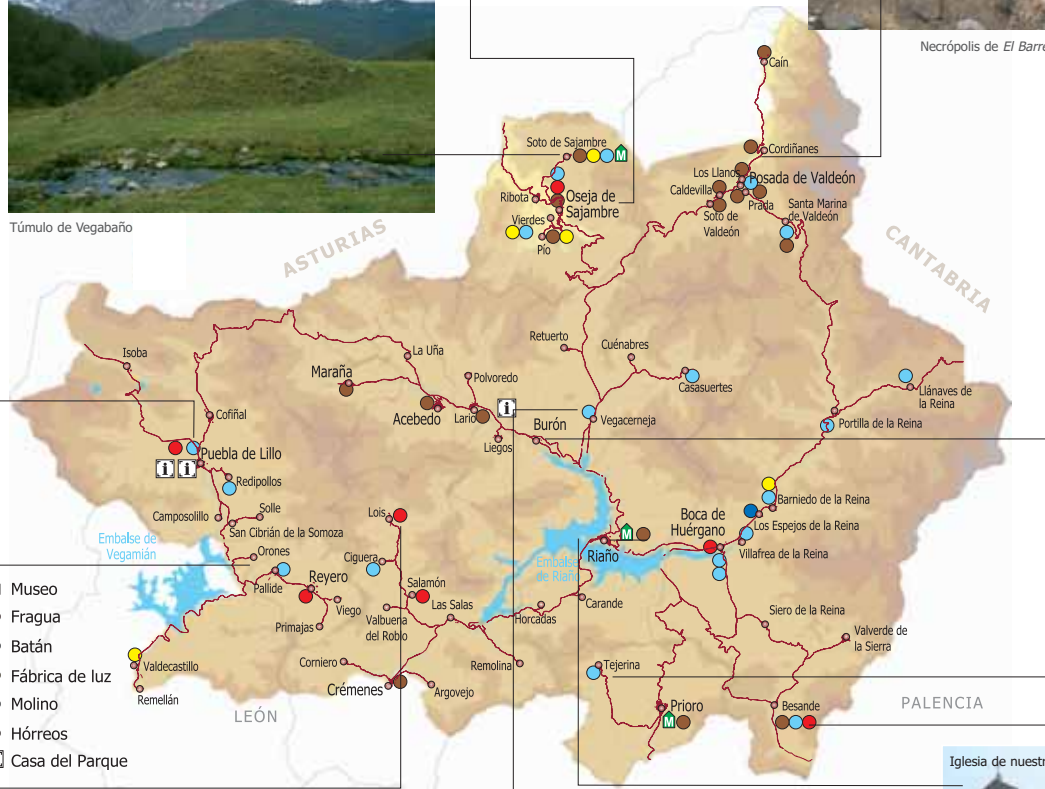 Necrópolis de El Barre
Túmulo de Vegabaño
ASTURIAS
CANTABRIA
Caín
Cordiñanes
Los Llanos
Posada de Valdeón
Caldevilla
Prada
Soto de
Valdeón
Santa Marina
de Valdeón
Soto de Sajambre
Ribota
Oseja de
Sajambre
Vierdes
Pío
Retuerto
Cuénabres
Casasuertes
Vegacerneja
Llánaves de
la Reina
Portilla de la Reina
Isoba
La Uña
Maraña
Polvoredo
Acebedo
Lario
Burón
Liegos
Cofiñal
Puebla de Lillo
Redipollos
Solle
Camposolillo
San Cibrián de la Somoza
Lois
Embalse de
Vegamián
Orones
Ciguera
Pallide
Reyero
Viego
Primajas
Salamón
Valbuena
del Roblo
Las Salas
Barniedo de la Reina
Boca de
Huérgano
Los Espejos de la Reina
Villafrea de la Reina
Riaño
Embalse
de Riaño
Carande
Horcadas
Siero de la Reina
Valverde de
la Sierra
Valdecastillo
Remellán
Corniero
Crémenes
Argovejo
Remolina
Tejerina
Prioro
Besande
LEÓN
PALENCIA
Museo
Fragua
Batán
Fábrica de luz
Molino
Hórreos
Casa del Parque
Iglesia de nuestr